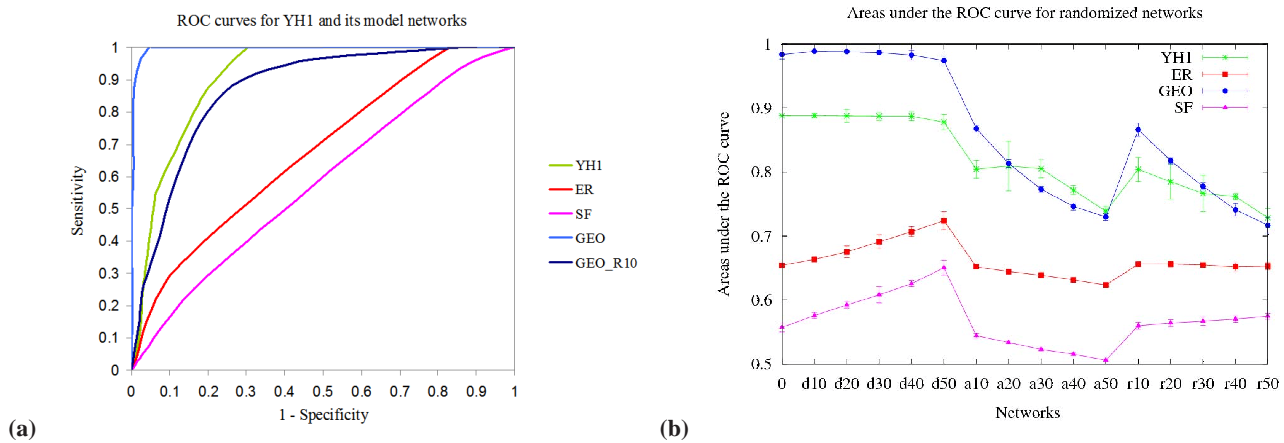 ROC curves for YH1 and its model networks
Sensitivity
1
0.9
0.8
0.7
0.6
0.5
0.4
0.3
0.2
0.1
0
0 0.1 0.2 0.3 0.4 0.5 0.6 0.7 0.8 0.9 1
1 - Specificity
YH1
ER
SF
GEO
GEO_R10
(a)
Areas under the ROC curve for randomized networks
Areas under the ROC curve
1
0.9
0.8
0.7
0.6
0.5
0 d10 d20 d30 d40 d50 a10 a20 a30 a40 a50 r10 r20 r30 r40 r50
Networks
YH1
ER
GEO
SF
(b)